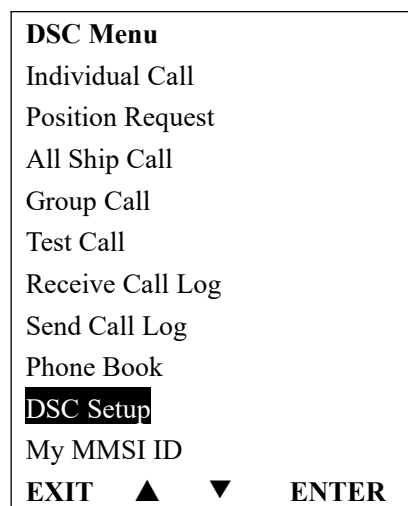 DSC Menu
Individual Call
Position Request
All Ship Call
Group Call
Test Call
Receive Call Log
Send Call Log
Phone Book
DSC Setup
My MMSI ID
EXIT ▲ ▼ ENTER